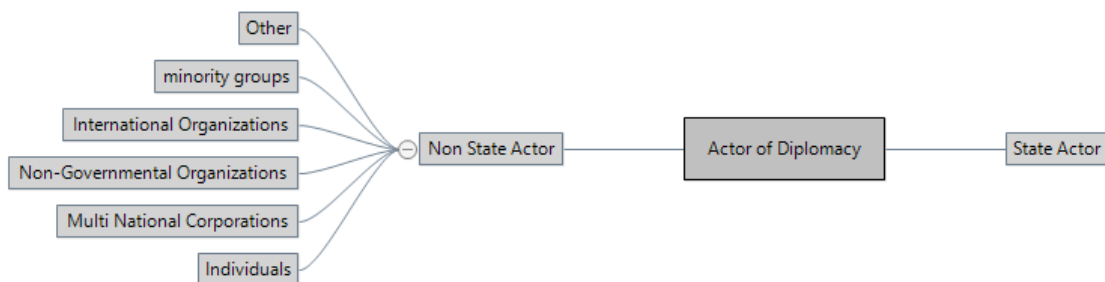 Other
minority groups
International Organizations
Non-Governmental Organizations
Multi National Corporations
Individuals
Non State Actor
Actor of Diplomacy
State Actor